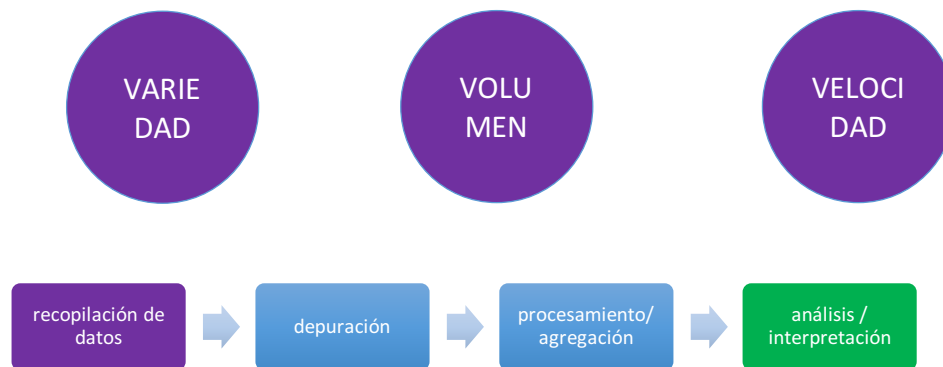 VARIE
DAD
VOLU
MEN
VELOCI
DAD
recopilación de
datos
depuración
procesamiento/
agregación
análisis /
interpretación